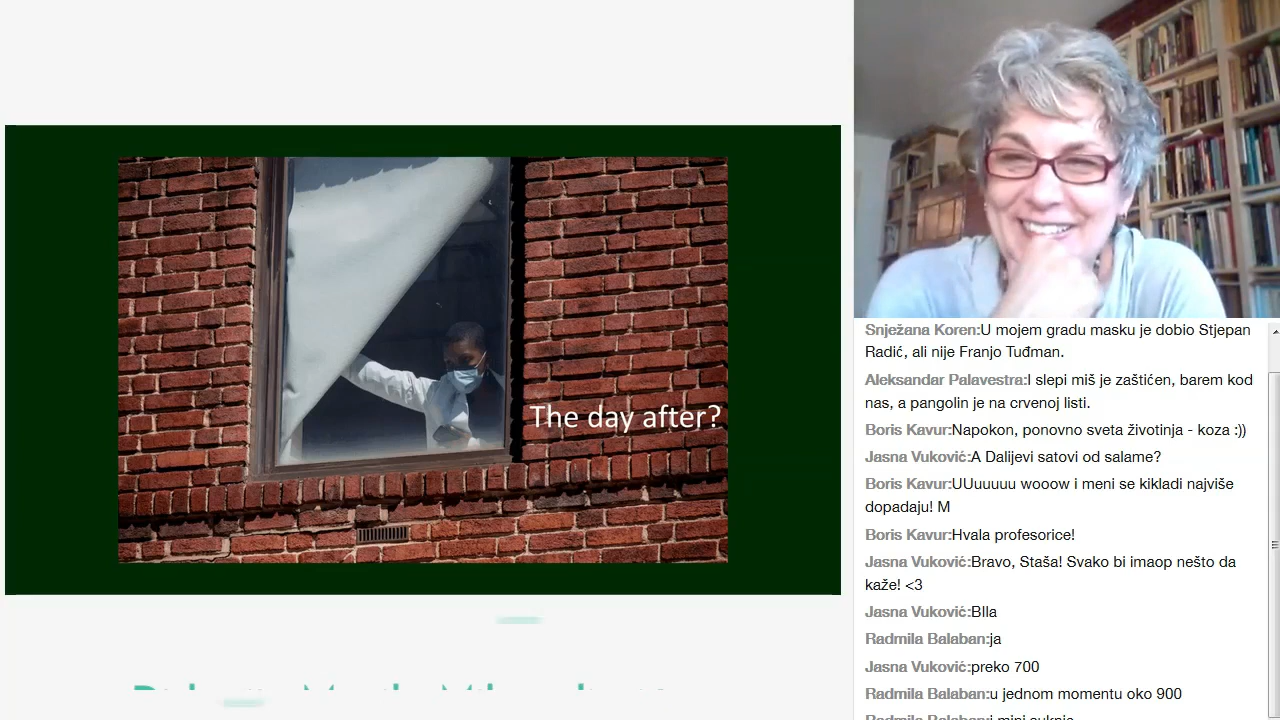 The day after?
Snježana Koren:U mojem gradu masku je dobio Stjepan
Radić, ali nije Franjo Tuđman.
Aleksandar Palavestra:I slepi miš je zaštićen, barem kod
nas, a pangolin je na crvenoj listi.
Boris Kavur:Napokon, ponovno sveta životinja - koza :))
Jasna Vuković:A Dalijevi satovi od salame?
Boris Kavur:UUuuuuu wooow i meni se kikladi najviše
dopadaju! M
Boris Kavur:Hvala profesorice!
Jasna Vuković:Bravo, Staša! Svako bi imaop nešto da
kaže! <3
Jasna Vuković:BIla
Radmila Balaban:ja
Jasna Vuković:preko 700
Radmila Balaban:u jednom momentu oko 900